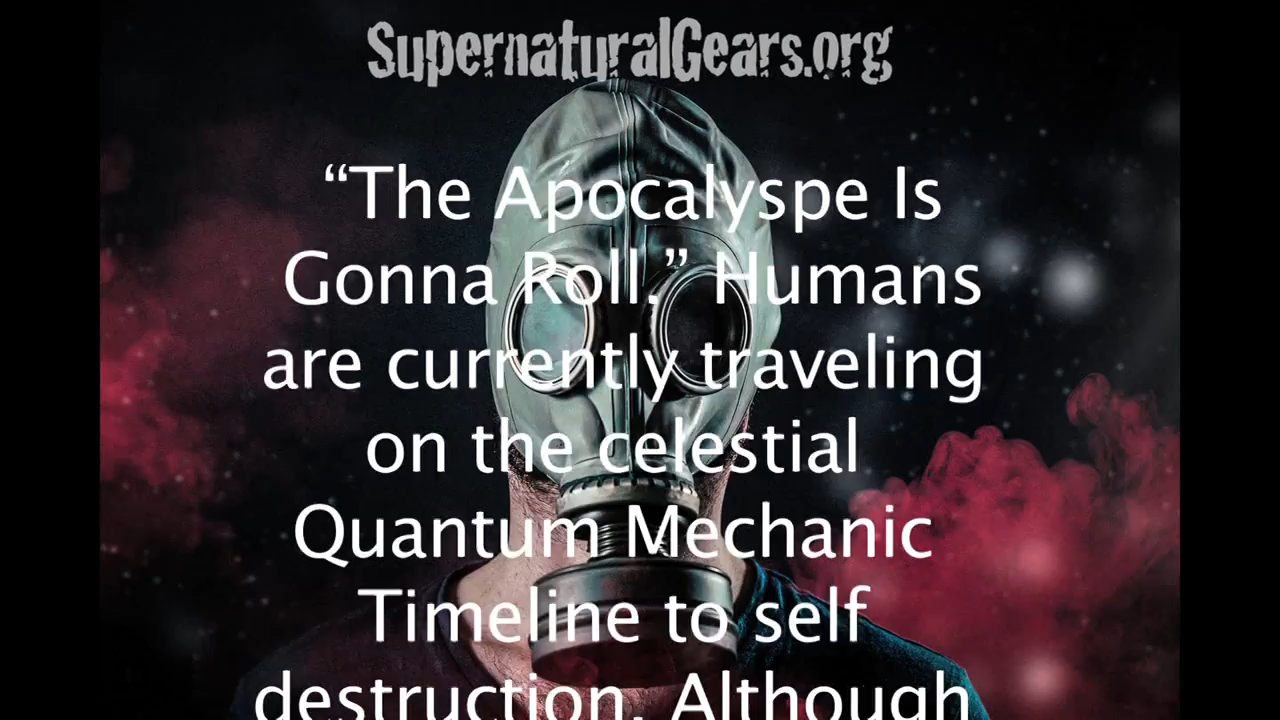 SupernaturalGears.org
“The Apocalyspe Is
Gonna Roll.” Humans
are currently traveling
on the celestial
Quantum Mechanic
Timeline to self
destruction. Although